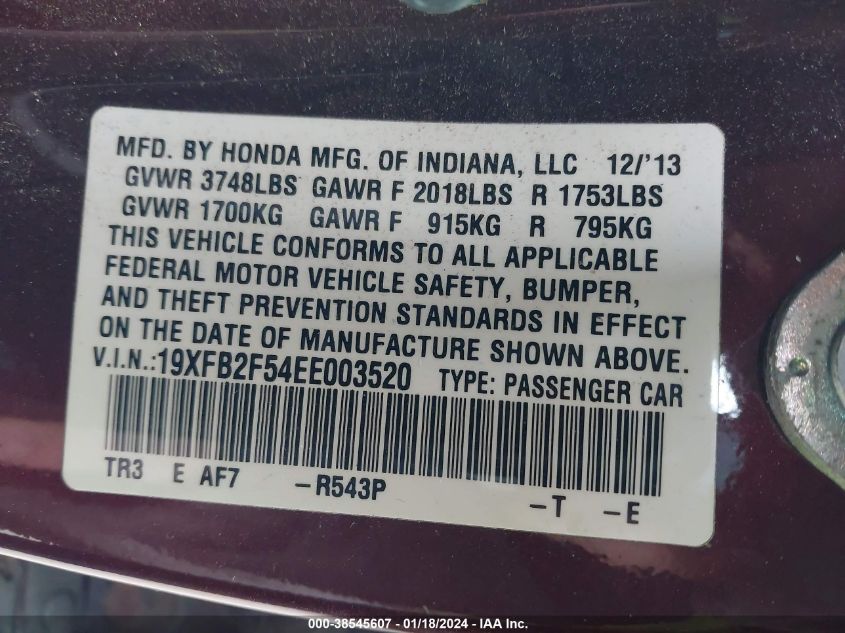 MFD. BY HONDA MFG. OF INDIANA, LLC 12/'13
GVWR 3748LBS GAWR F 2018LBS R 1753LBS
GVWR 1700KG GAWR F 915KG R 795KG
THIS VEHICLE CONFORMS TO ALL APPLICABLE
FEDERAL MOTOR VEHICLE SAFETY, BUMPER,
AND THEFT PREVENTION STANDARDS IN EFFECT
ON THE DATE OF MANUFACTURE SHOWN ABOVE.
V.I.N.:19XFB2F54EE003520 TYPE: PASSENGER CAR
TR3 E AF7 -R543P -T -E
000-38545607 - 01/18/2024 - IAA Inc.